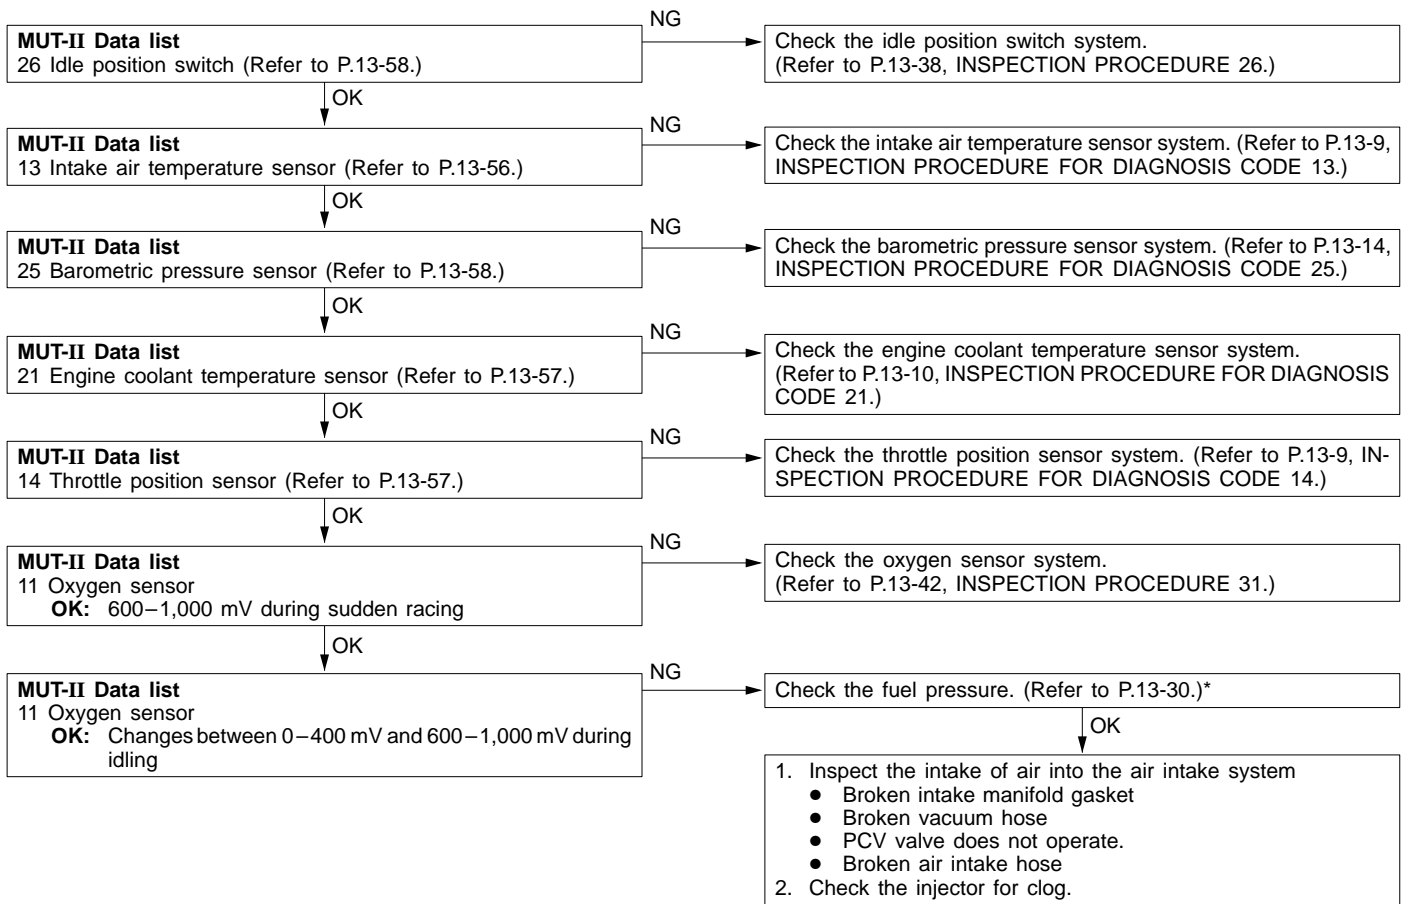 NG
MUT-II Data list
26 Idle position switch (Refer to P.13-58.)
Check the idle position switch system.
(Refer to P.13-38, INSPECTION PROCEDURE 26.)
OK
NG
MUT-II Data list
13 Intake air temperature sensor (Refer to P.13-56.)
Check the intake air temperature sensor system. (Refer to P.13-9,
INSPECTION PROCEDURE FOR DIAGNOSIS CODE 13.)
OK
NG
MUT-II Data list
25 Barometric pressure sensor (Refer to P.13-58.)
Check the barometric pressure sensor system. (Refer to P.13-14,
INSPECTION PROCEDURE FOR DIAGNOSIS CODE 25.)
OK
NG
MUT-II Data list
21 Engine coolant temperature sensor (Refer to P.13-57.)
Check the engine coolant temperature sensor system.
(Refer to P.13-10, INSPECTION PROCEDURE FOR DIAGNOSIS
CODE 21.)
OK
NG
MUT-II Data list
14 Throttle position sensor (Refer to P.13-57.)
Check the throttle position sensor system. (Refer to P.13-9, IN-
SPECTION PROCEDURE FOR DIAGNOSIS CODE 14.)
OK
NG
MUT-II Data list
11 Oxygen sensor
OK: 600–1,000 mV during sudden racing
Check the oxygen sensor system.
(Refer to P.13-42, INSPECTION PROCEDURE 31.)
OK
NG
MUT-II Data list
11 Oxygen sensor
OK: Changes between 0–400 mV and 600–1,000 mV during
idling
Check the fuel pressure. (Refer to P.13-30.)*
OK
1. Inspect the intake of air into the air intake system
● Broken intake manifold gasket
● Broken vacuum hose
● PCV valve does not operate.
● Broken air intake hose
2. Check the injector for clog.